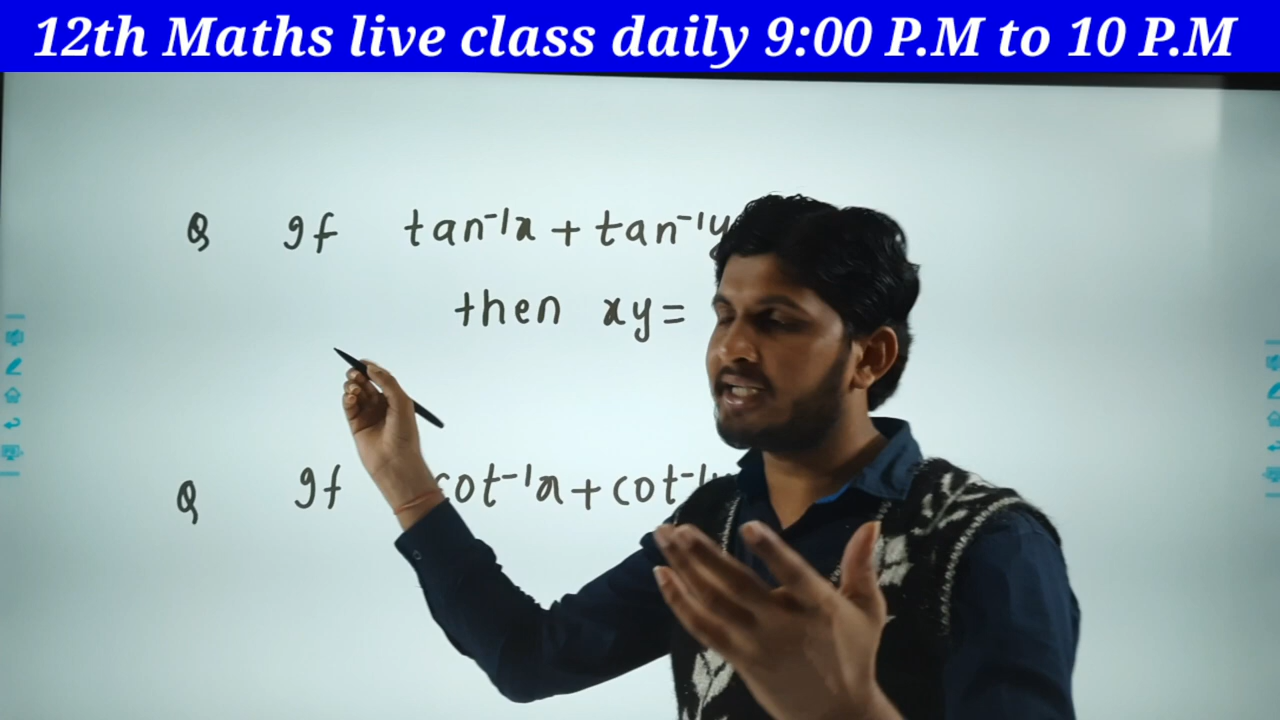 12th Maths live class daily 9:00 P.M to 10 P.M
Q If tan⁻¹x + tan⁻¹y
then xy =
Q If cot⁻¹x + cot⁻¹